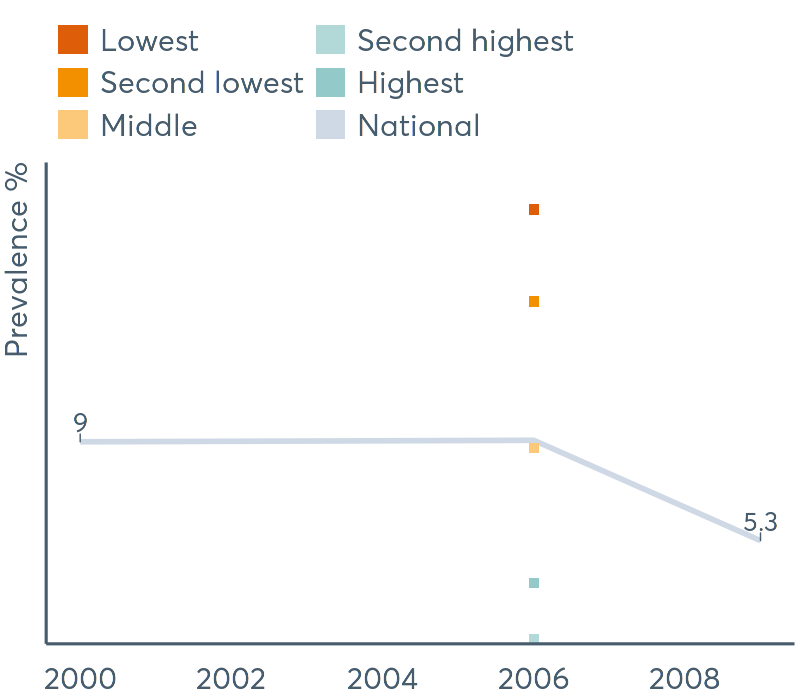 Lowest
Second lowest
Middle
Second highest
Highest
National
Prevalence %
9
5.3
2000 2002 2004 2006 2008